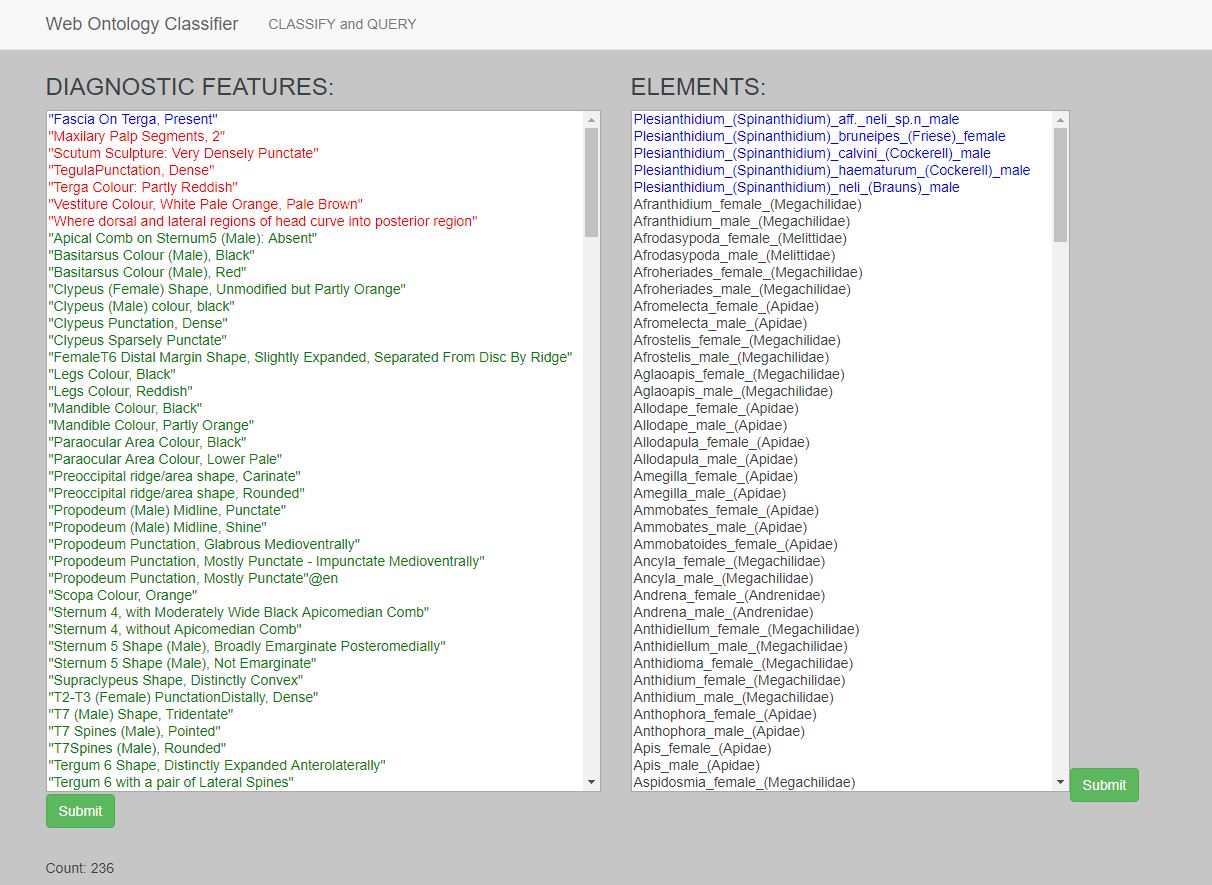 Web Ontology Classifier CLASSIFY and QUERY
DIAGNOSTIC FEATURES:
"Fascia On Terga, Present"
"Maxilary Palp Segments, 2"
"Scutum Sculpture: Very Densely Punctate"
"TegulaPunctation, Dense"
"Terga Colour: Partly Reddish"
"Vestiture Colour, White Pale Orange, Pale Brown"
"Where dorsal and lateral regions of head curve into posterior region"
"Apical Comb on Sternum5 (Male): Absent"
"Basitarsus Colour (Male), Black"
"Basitarsus Colour (Male), Red"
"Clypeus (Female) Shape, Unmodified but Partly Orange"
"Clypeus (Male) colour, black"
"Clypeus Punctation, Dense"
"Clypeus Sparsely Punctate"
"FemaleT6 Distal Margin Shape, Slightly Expanded, Separated From Disc By Ridge"
"Legs Colour, Black"
"Legs Colour, Reddish"
"Mandible Colour, Black"
"Mandible Colour, Partly Orange"
"Paraocular Area Colour, Black"
"Paraocular Area Colour, Lower Pale"
"Preoccipital ridge/area shape, Carinate"
"Preoccipital ridge/area shape, Rounded"
"Propodeum (Male) Midline, Punctate"
"Propodeum (Male) Midline, Shine"
"Propodeum Punctation, Glabrous Medioventrally"
"Propodeum Punctation, Mostly Punctate - Impunctate Medioventrally"
"Propodeum Punctation, Mostly Punctate"@en
"Scopa Colour, Orange"
"Sternum 4, with Moderately Wide Black Apicomedian Comb"
"Sternum 4, without Apicomedian Comb"
"Sternum 5 Shape (Male), Broadly Emarginate Posteromedially"
"Sternum 5 Shape (Male), Not Emarginate"
"Supraclypeus Shape, Distinctly Convex"
"T2-T3 (Female) PunctationDistally, Dense"
"T7 (Male) Shape, Tridentate"
"T7 Spines (Male), Pointed"
"T7Spines (Male), Rounded"
"Tergum 6 Shape, Distinctly Expanded Anterolaterally"
"Tergum 6 with a pair of Lateral Spines"
Submit
Count: 236
ELEMENTS:
Plesianthidium_(Spinanthidium)_aff._neli_sp.n_male
Plesianthidium_(Spinanthidium)_bruneipes_(Friese)_female
Plesianthidium_(Spinanthidium)_calvini_(Cockerell)_male
Plesianthidium_(Spinanthidium)_haematurum_(Cockerell)_male
Plesianthidium_(Spinanthidium)_neli_(Brauns)_male
Afranthidium_female_(Megachilidae)
Afranthidium_male_(Megachilidae)
Afrodasypoda_female_(Melittidae)
Afrodasypoda_male_(Melittidae)
Afroheriades_female_(Megachilidae)
Afroheriades_male_(Megachilidae)
Afromelecta_female_(Apidae)
Afromelecta_male_(Apidae)
Afrostelis_female_(Megachilidae)
Afrostelis_male_(Megachilidae)
Aglaoapis_female_(Megachilidae)
Aglaoapis_male_(Megachilidae)
Allodape_female_(Apidae)
Allodape_male_(Apidae)
Allodapula_female_(Apidae)
Allodapula_male_(Apidae)
Amegilla_female_(Apidae)
Amegilla_male_(Apidae)
Ammobates_female_(Apidae)
Ammobates_male_(Apidae)
Ammobatoides_female_(Apidae)
Ancyla_female_(Megachilidae)
Ancyla_male_(Megachilidae)
Andrena_female_(Andrenidae)
Andrena_male_(Andrenidae)
Anthidiellum_female_(Megachilidae)
Anthidiellum_male_(Megachilidae)
Anthidioma_female_(Megachilidae)
Anthidium_female_(Megachilidae)
Anthidium_male_(Megachilidae)
Anthophora_female_(Apidae)
Anthophora_male_(Apidae)
Apis_female_(Apidae)
Apis_male_(Apidae)
Aspidosmia_female_(Megachilidae)
Submit